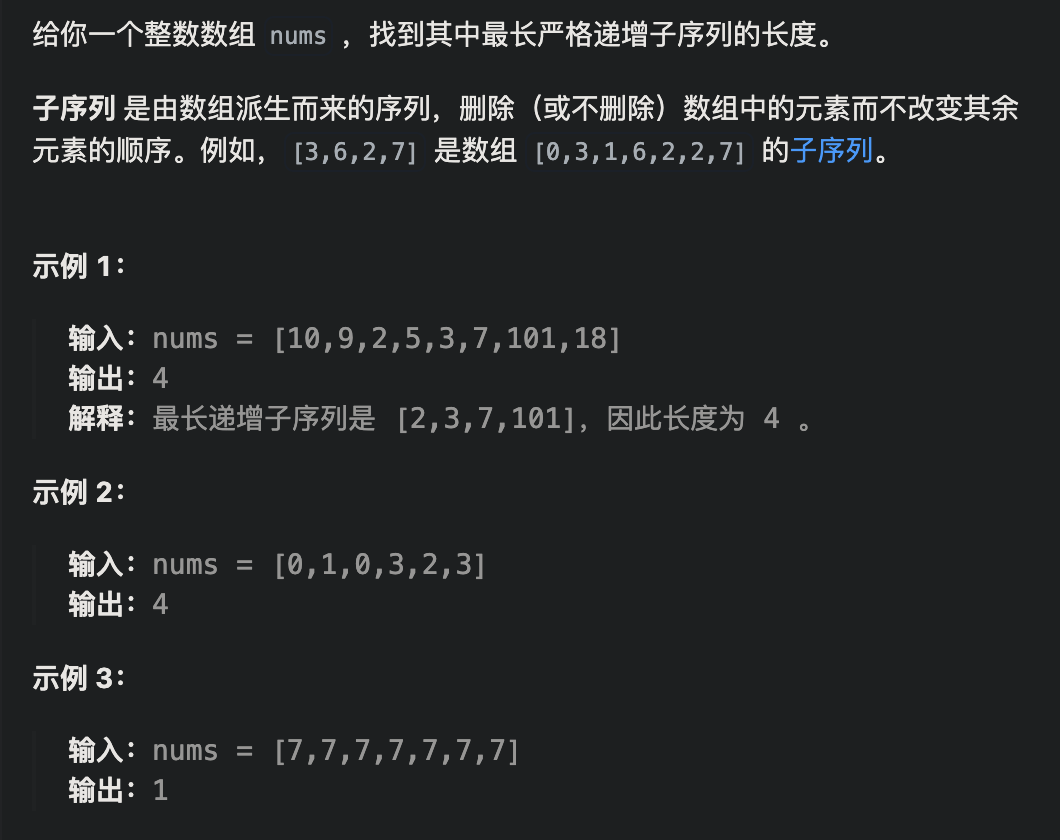 给你一个整数数组 nums ，找到其中最长严格递增子序列的长度。
子序列 是由数组派生而来的序列，删除（或不删除）数组中的元素而不改变其余
元素的顺序。例如， [3,6,2,7] 是数组 [0,3,1,6,2,2,7] 的子序列。
示例 1：
输入：nums = [10,9,2,5,3,7,101,18]
输出：4
解释：最长递增子序列是 [2,3,7,101]，因此长度为 4 。
示例 2：
输入：nums = [0,1,0,3,2,3]
输出：4
示例 3：
输入：nums = [7,7,7,7,7,7,7]
输出：1